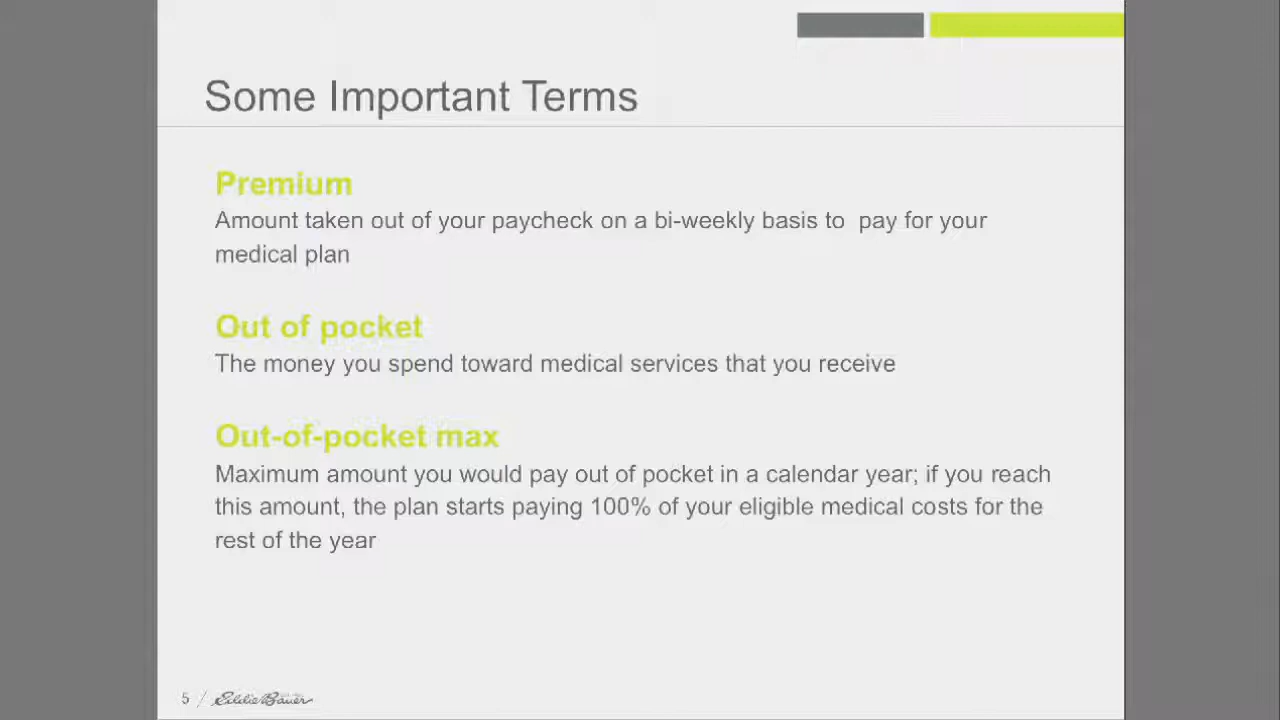 Some Important Terms
Premium
Amount taken out of your paycheck on a bi-weekly basis to  pay for your
medical plan
Out of pocket
The money you spend toward medical services that you receive
Out-of-pocket max
Maximum amount you would pay out of pocket in a calendar year; if you reach
this amount, the plan starts paying 100% of your eligible medical costs for the
rest of the year
5 / Eddie Bauer